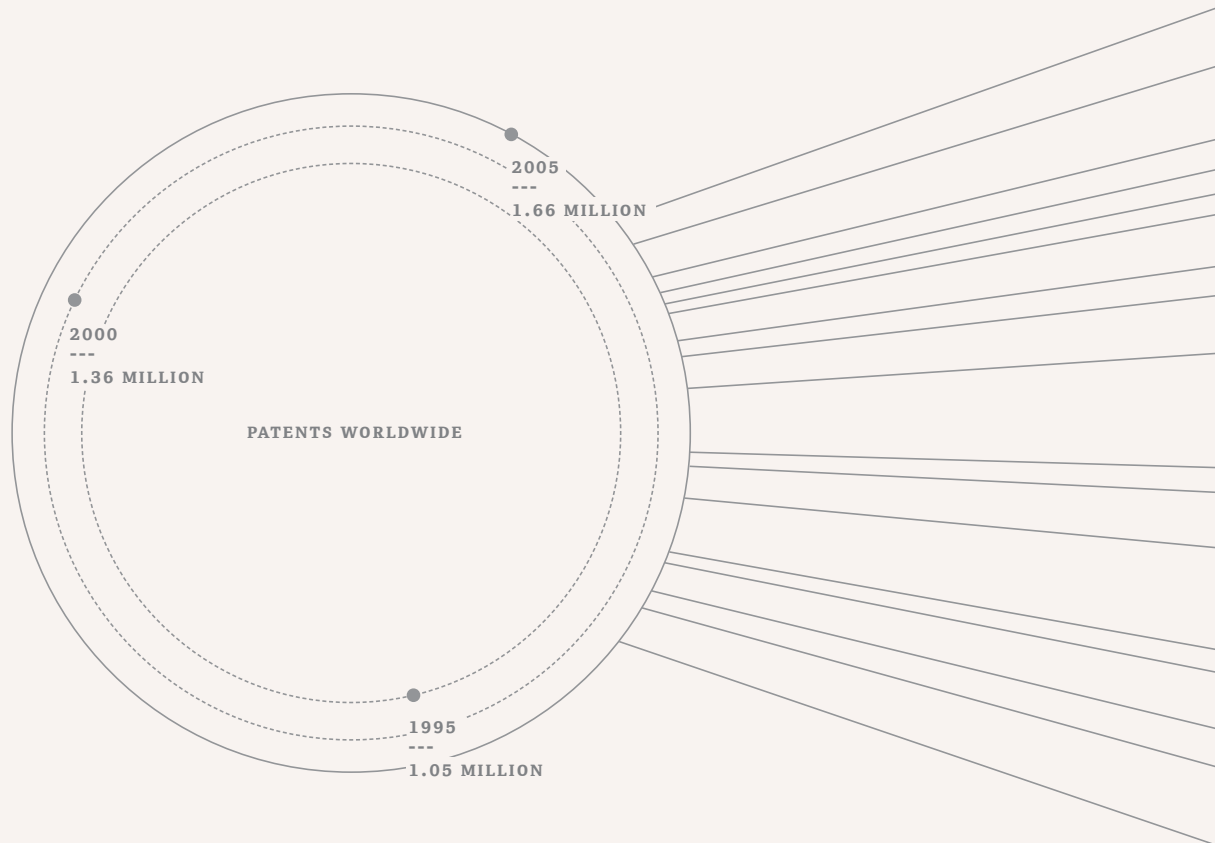 2005
---
1.66 MILLION
2000
---
1.36 MILLION
PATENTS WORLDWIDE
1995
---
1.05 MILLION